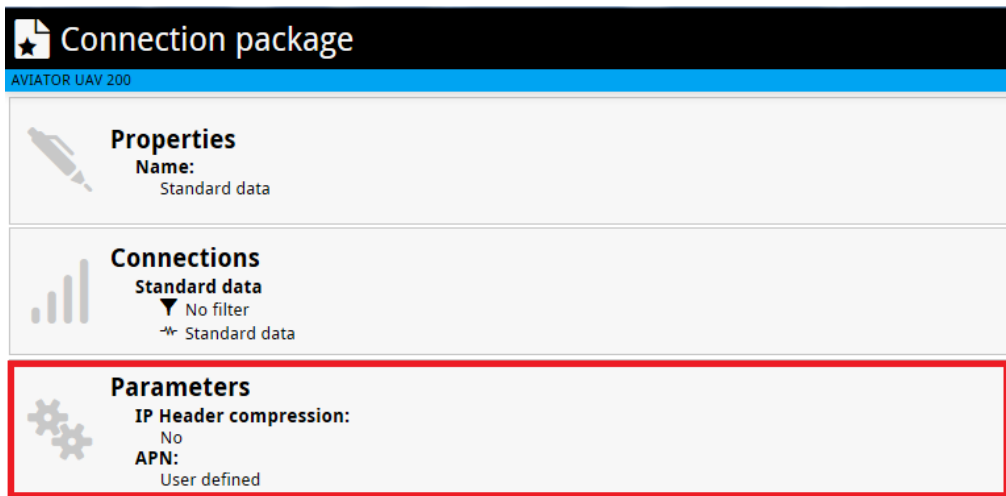 Connection package
AVIATOR UAV 200
Properties
Name:
Standard data
Connections
Standard data
No filter
Standard data
Parameters
IP Header compression:
No
APN:
User defined